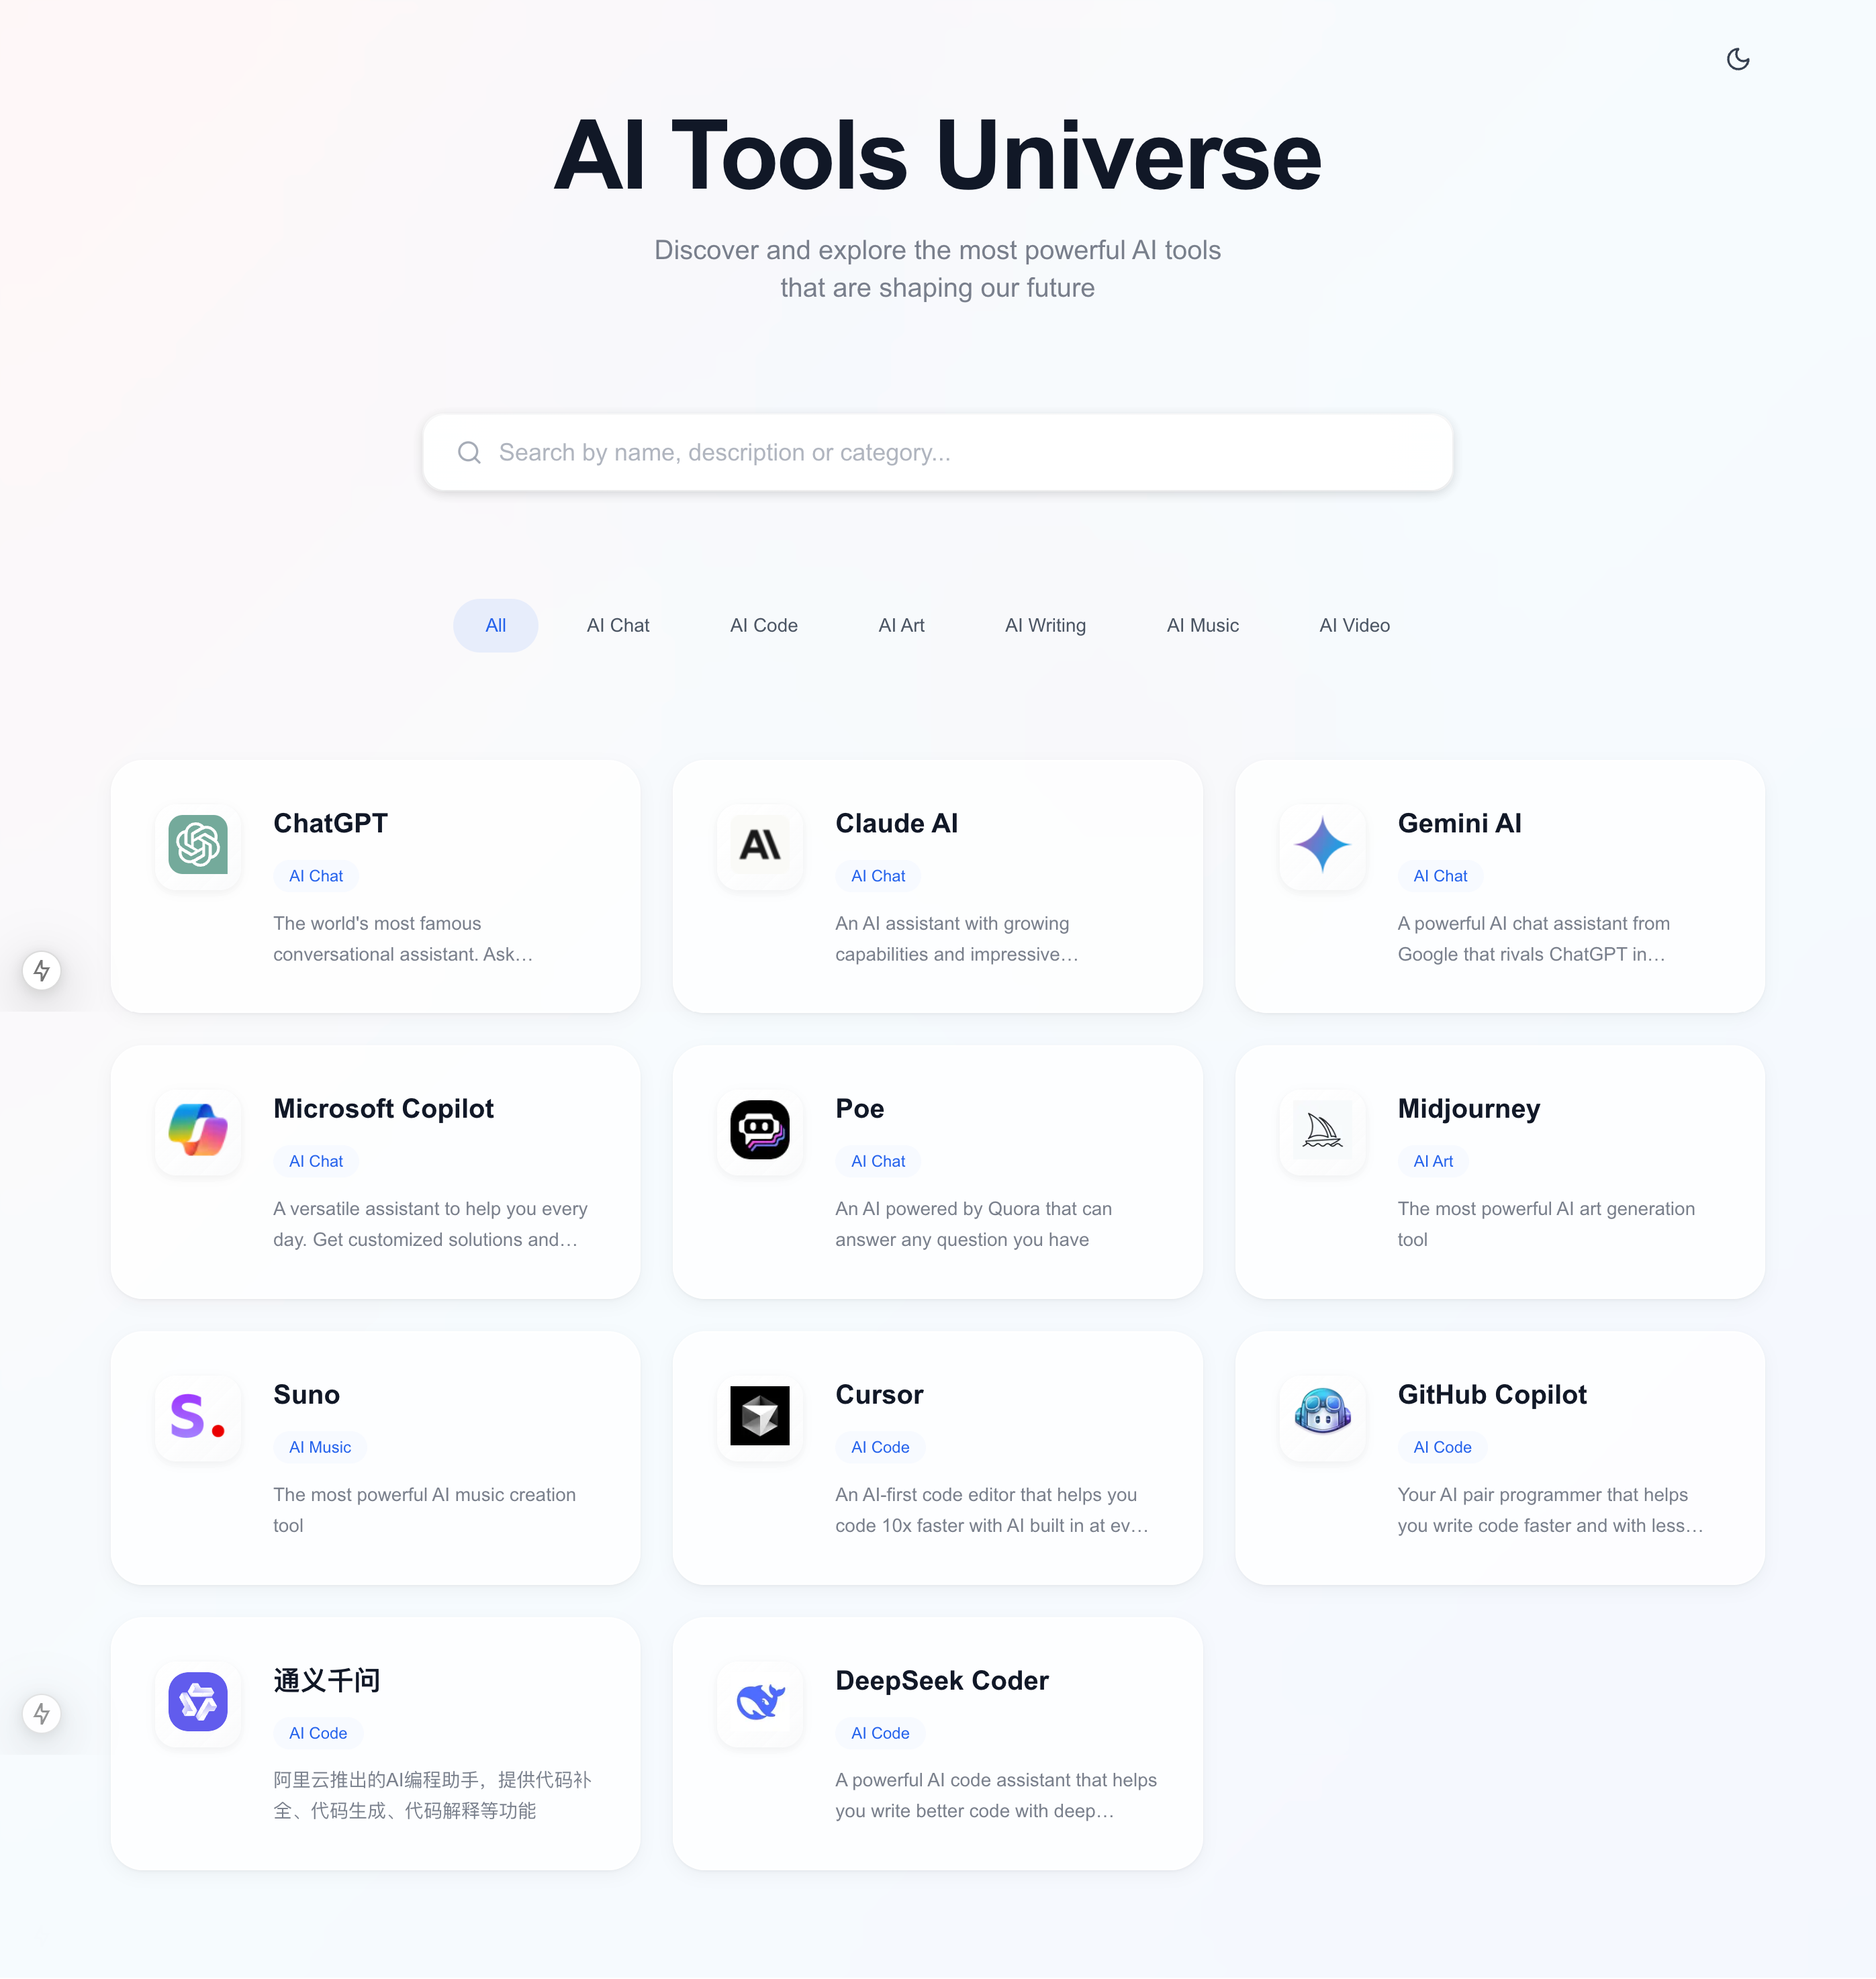 AI Tools Universe
Discover and explore the most powerful AI tools
that are shaping our future
Search by name, description or category...
All
AI Chat
AI Code
AI Art
AI Writing
AI Music
AI Video
ChatGPT
AI Chat
The world's most famous
conversational assistant. Ask…
Claude AI
AI Chat
An AI assistant with growing
capabilities and impressive…
Gemini AI
AI Chat
A powerful AI chat assistant from
Google that rivals ChatGPT in…
Microsoft Copilot
AI Chat
A versatile assistant to help you every
day. Get customized solutions and…
Poe
AI Chat
An AI powered by Quora that can
answer any question you have
Midjourney
AI Art
The most powerful AI art generation
tool
Suno
AI Music
The most powerful AI music creation
tool
Cursor
AI Code
An AI-first code editor that helps you
code 10x faster with AI built in at ev…
GitHub Copilot
AI Code
Your AI pair programmer that helps
you write code faster and with less…
通义千问
AI Code
阿里云推出的AI编程助手，提供代码补
全、代码生成、代码解释等功能
DeepSeek Coder
AI Code
A powerful AI code assistant that helps
you write better code with deep…